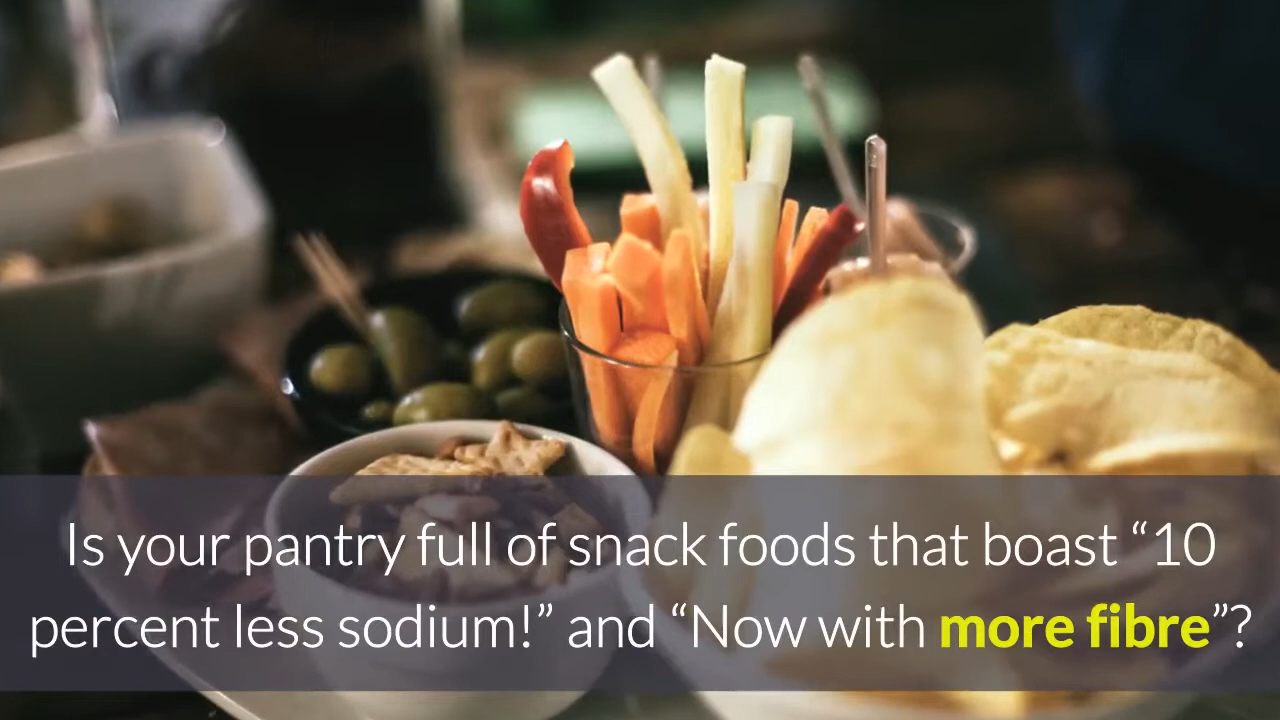 Is your pantry full of snack foods that boast “10
percent less sodium!” and “Now with more fibre”?